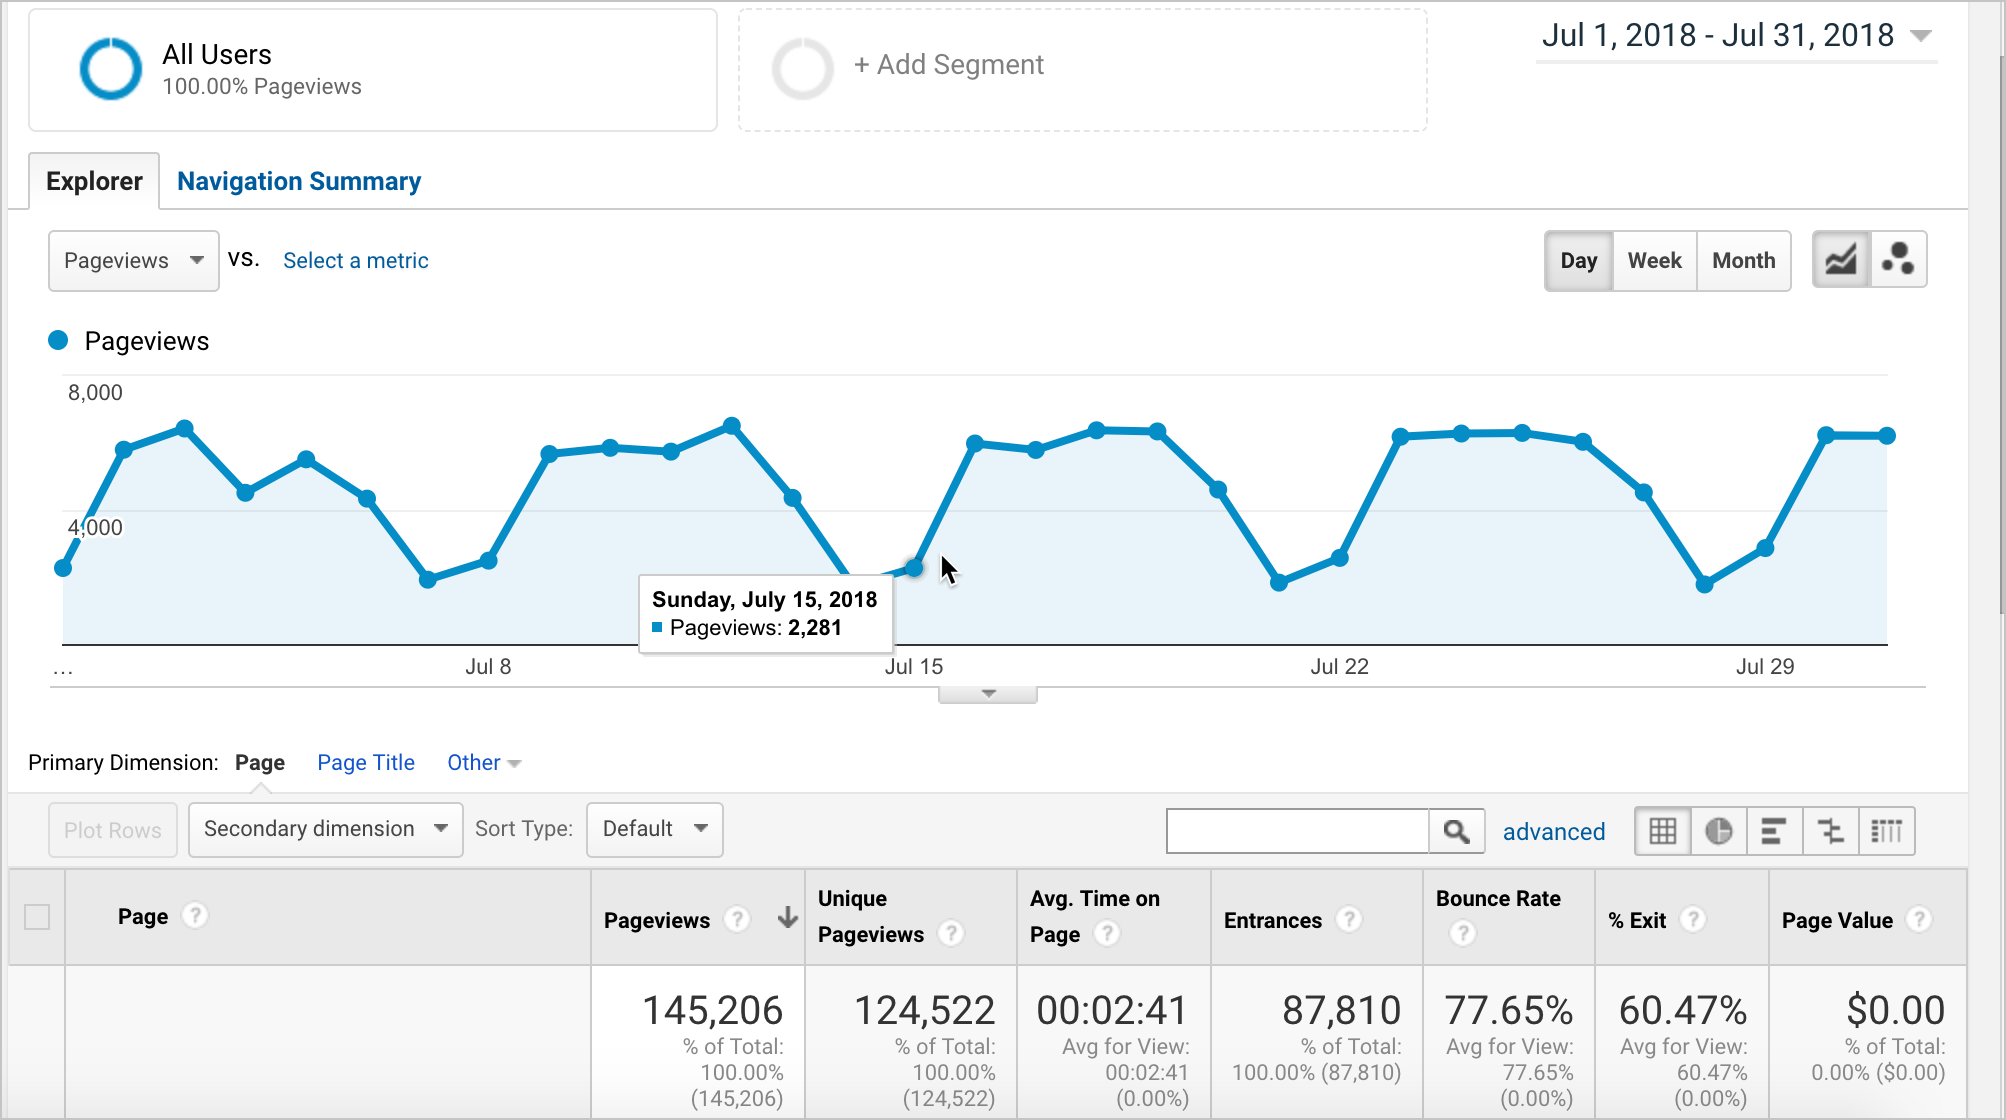 All Users
100.00% Pageviews
+ Add Segment
Jul 1, 2018 - Jul 31, 2018
Explorer
Navigation Summary
Pageviews
VS.
Select a metric
Day
Week
Month
Pageviews
8,000
4,000
Sunday, July 15, 2018
Pageviews: 2,281
...
Jul 8
Jul 15
Jul 22
Jul 29
Primary Dimension:
Page
Page Title
Other
Plot Rows
Secondary dimension
Sort Type:
Default
advanced
Page ?
Pageviews ?
Unique
Pageviews ?
Avg. Time on
Page ?
Entrances ?
Bounce Rate
?
% Exit ?
Page Value ?
145,206
% of Total:
100.00%
(145,206)
124,522
% of Total:
100.00%
(124,522)
00:02:41
Avg for View:
00:02:41
(0.00%)
87,810
% of Total:
100.00% (87,810)
77.65%
Avg for View:
77.65%
(0.00%)
60.47%
Avg for View:
60.47%
(0.00%)
$0.00
% of Total:
0.00% ($0.00)